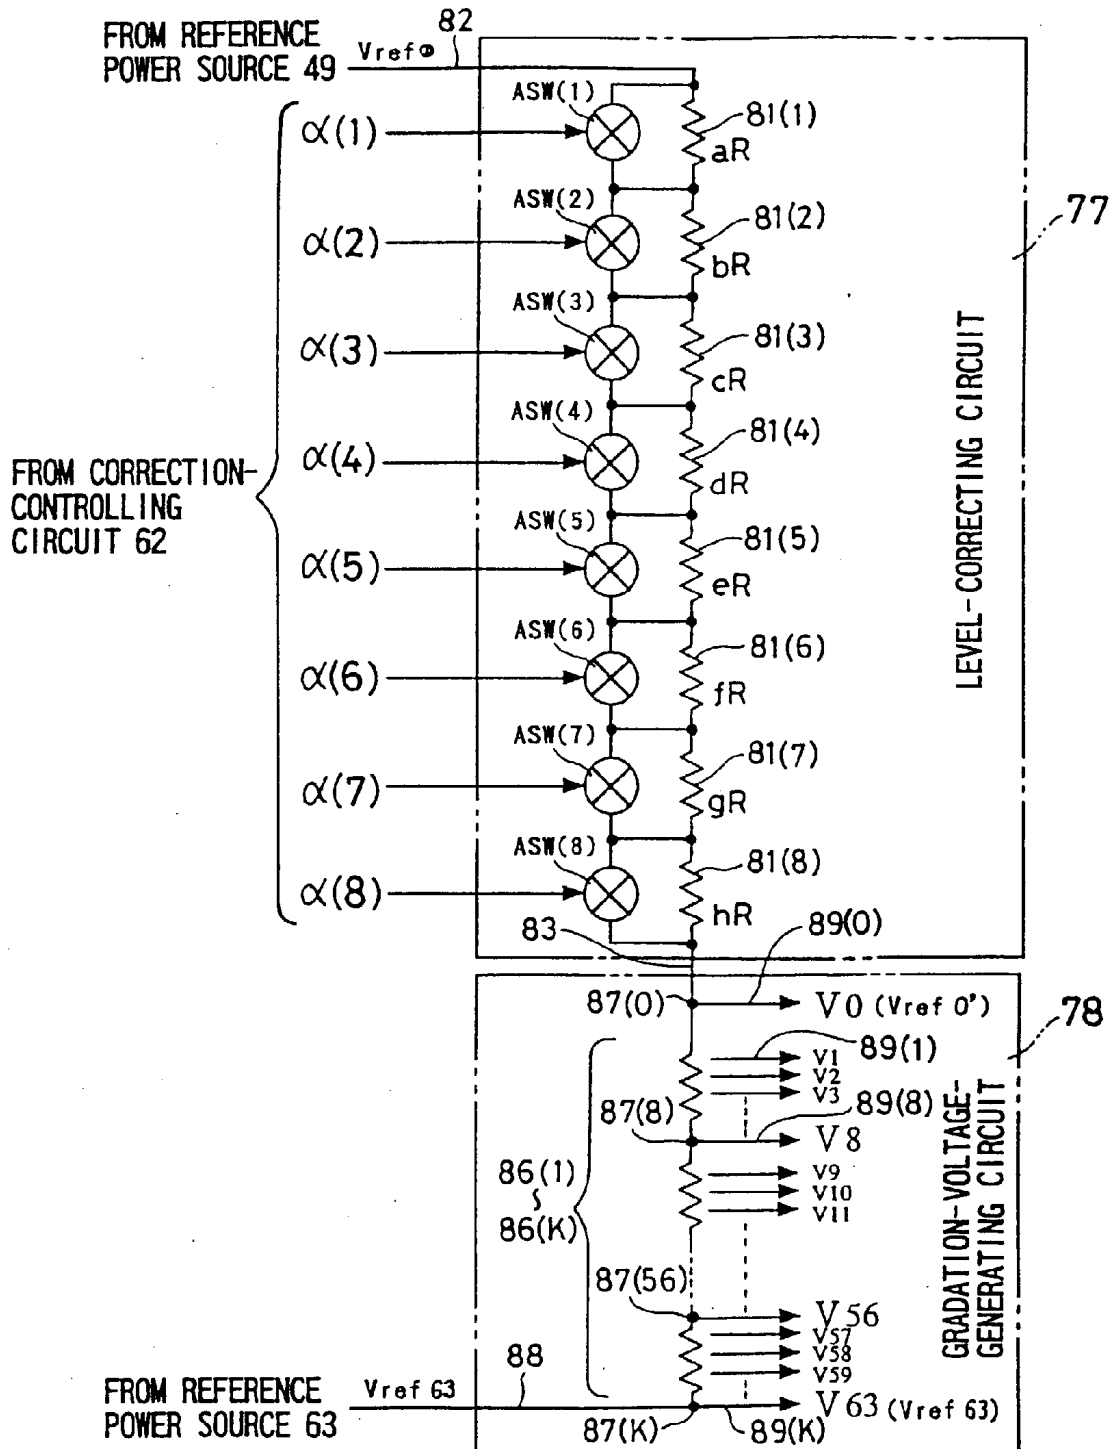 FROM REFERENCE
POWER SOURCE 49
Vref0
82
FROM CORRECTION-
CONTROLLING
CIRCUIT 62
α(1)
ASW(1)
81(1)
aR
α(2)
ASW(2)
81(2)
bR
α(3)
ASW(3)
81(3)
cR
α(4)
ASW(4)
81(4)
dR
α(5)
ASW(5)
81(5)
eR
α(6)
ASW(6)
81(6)
fR
α(7)
ASW(7)
81(7)
gR
α(8)
ASW(8)
81(8)
hR
77
LEVEL-CORRECTING CIRCUIT
83
89(0)
87(0)
V0 (Vref 0')
78
89(1)
V1
V2
V3
89(8)
87(8)
V8
V9
V10
V11
86(1)
∫
86(K)
87(56)
V56
V57
V58
V59
GRADATION-VOLTAGE-
GENERATING CIRCUIT
FROM REFERENCE
POWER SOURCE 63
Vref 63
88
87(K)
89(K)
V63 (Vref 63)